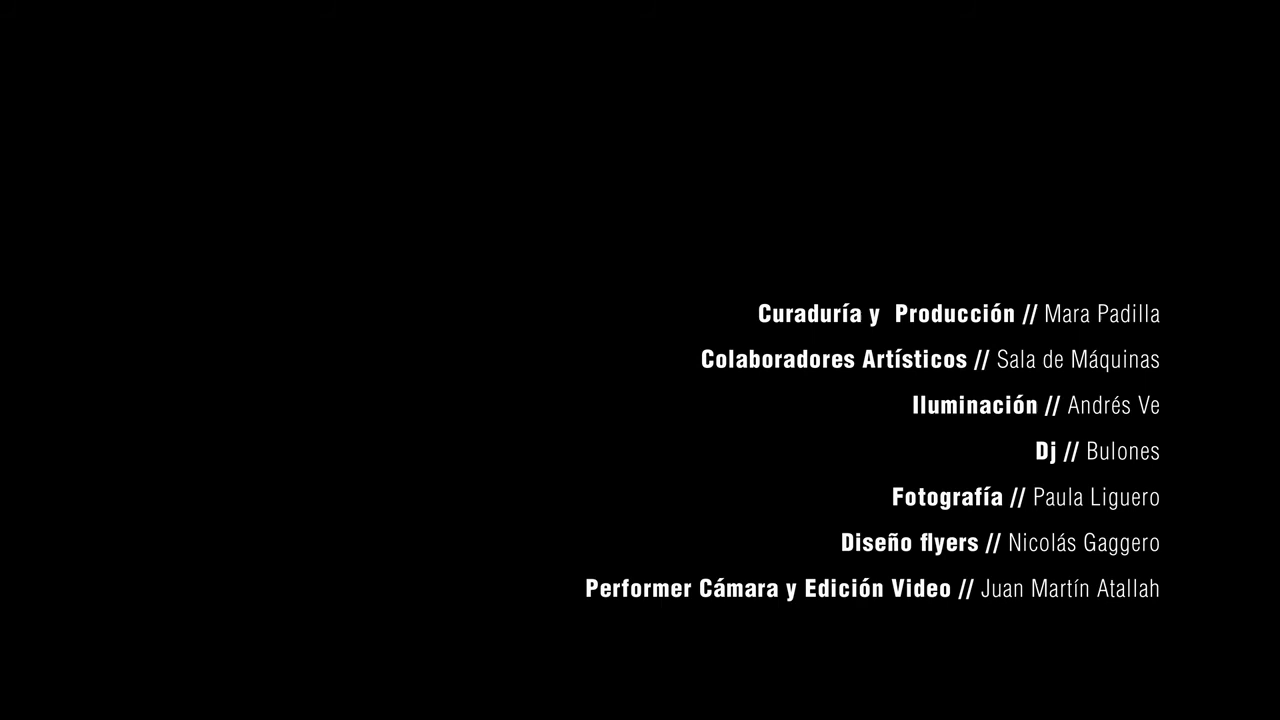 Curaduría y  Producción // Mara Padilla
Colaboradores Artísticos // Sala de Máquinas
Iluminación // Andrés Ve
Dj // Bulones
Fotografía // Paula Liguero
Diseño flyers // Nicolás Gaggero
Performer Cámara y Edición Video // Juan Martín Atallah